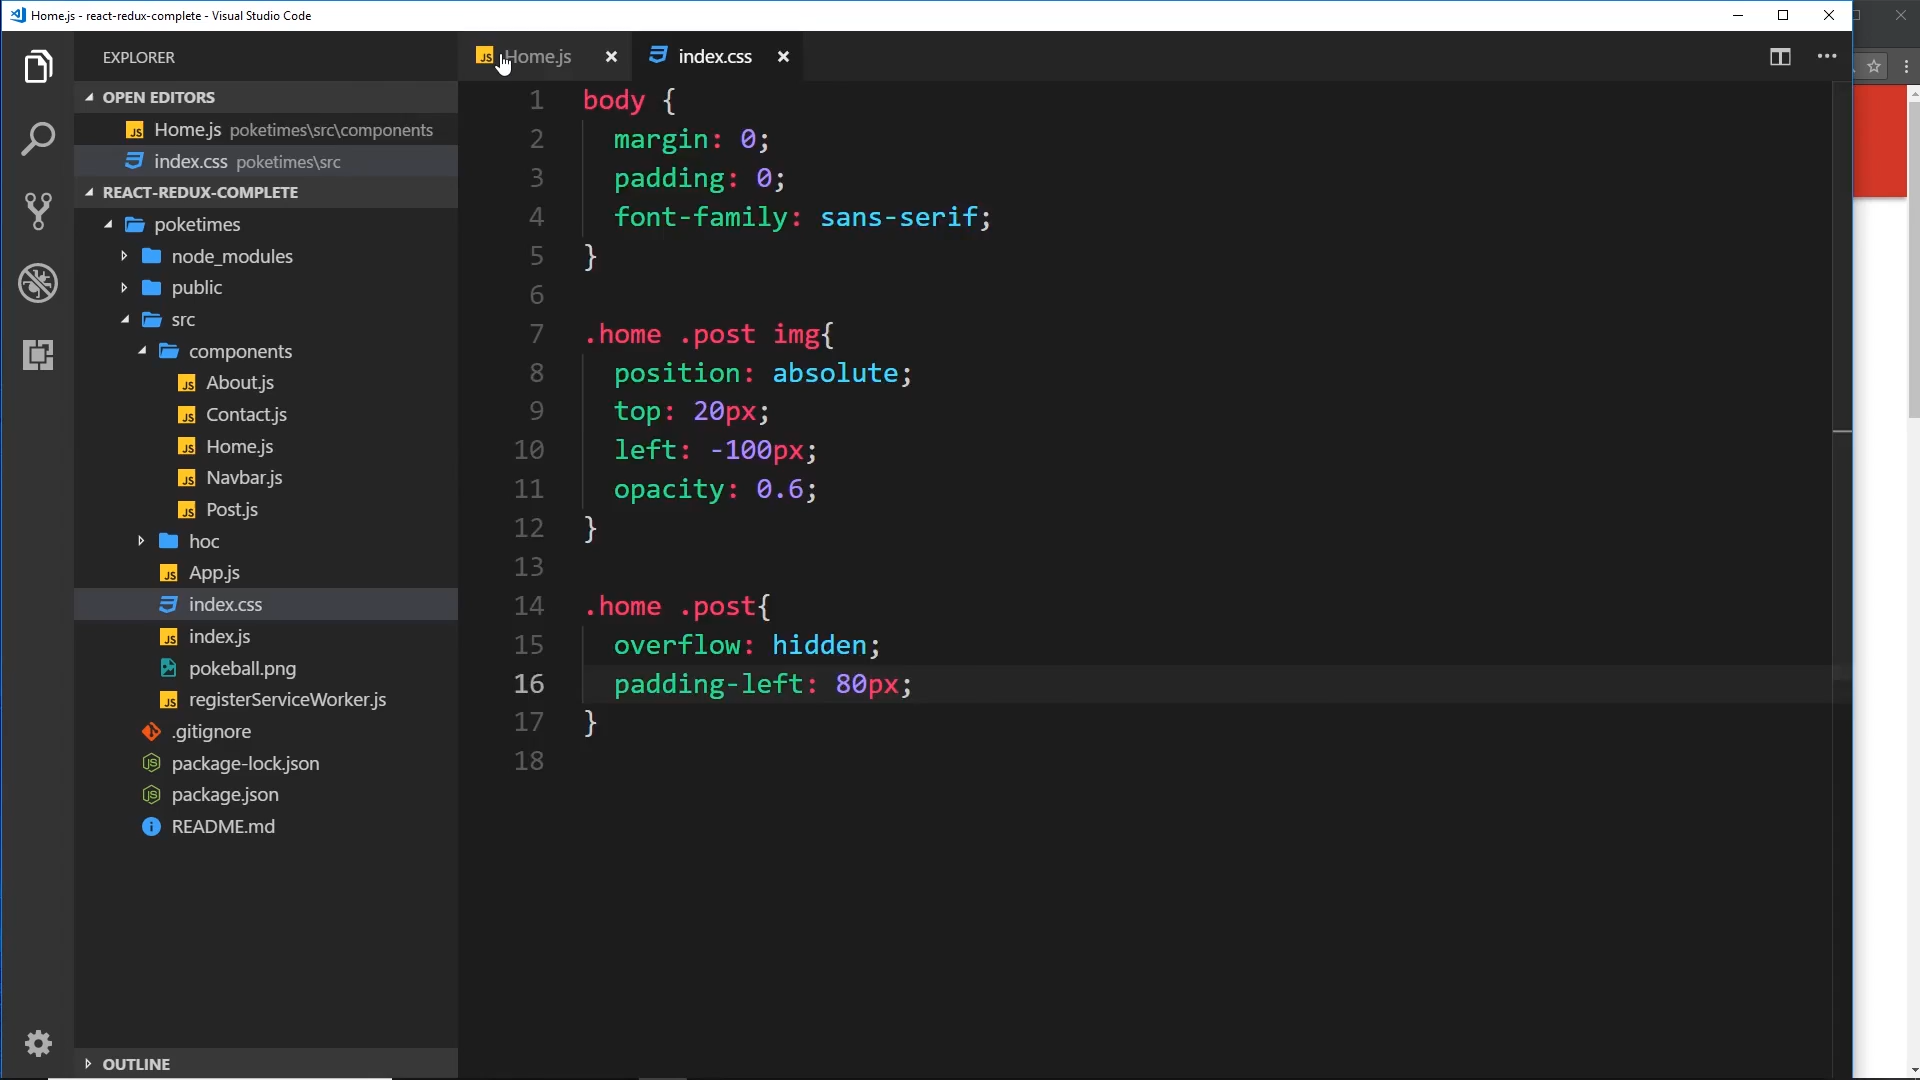 Home.js - react-redux-complete - Visual Studio Code
EXPLORER
OPEN EDITORS
Home.js poketimes\src\components
index.css poketimes\src
REACT-REDUX-COMPLETE
poketimes
node_modules
public
src
components
About.js
Contact.js
Home.js
Navbar.js
Post.js
hoc
App.js
index.css
index.js
pokeball.png
registerServiceWorker.js
.gitignore
package-lock.json
package.json
README.md
OUTLINE
JS Home.js
index.css
1 body {
2 margin: 0;
3 padding: 0;
4 font-family: sans-serif;
5 }
6
7 .home .post img{
8 position: absolute;
9 top: 20px;
10 left: -100px;
11 opacity: 0.6;
12 }
13
14 .home .post{
15 overflow: hidden;
16 padding-left: 80px;
17 }
18